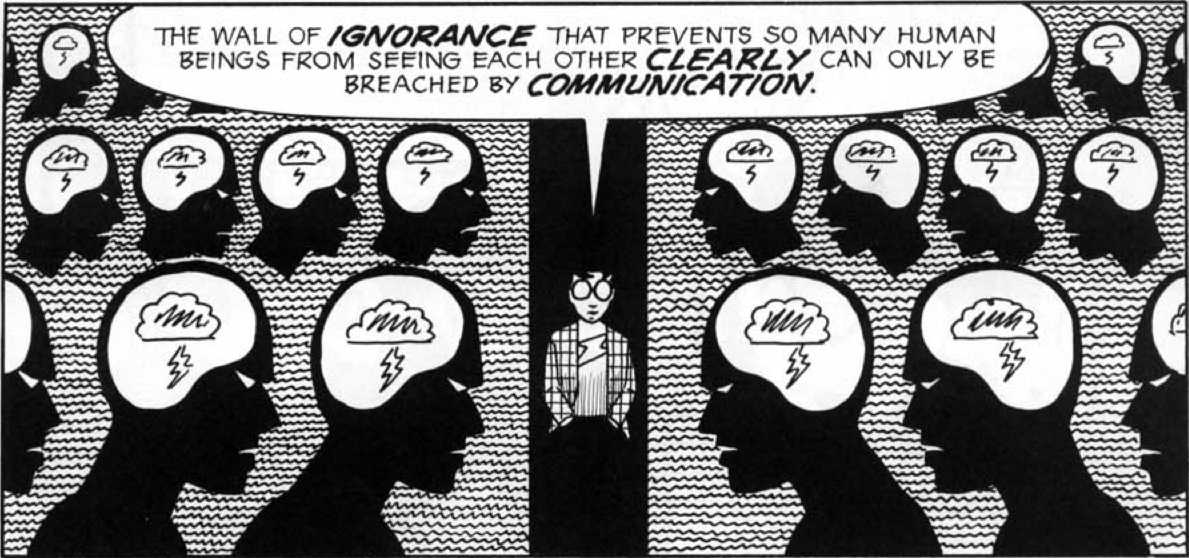 THE WALL OF IGNORANCE THAT PREVENTS SO MANY HUMAN
BEINGS FROM SEEING EACH OTHER CLEARLY CAN ONLY BE
BREACHED BY COMMUNICATION.